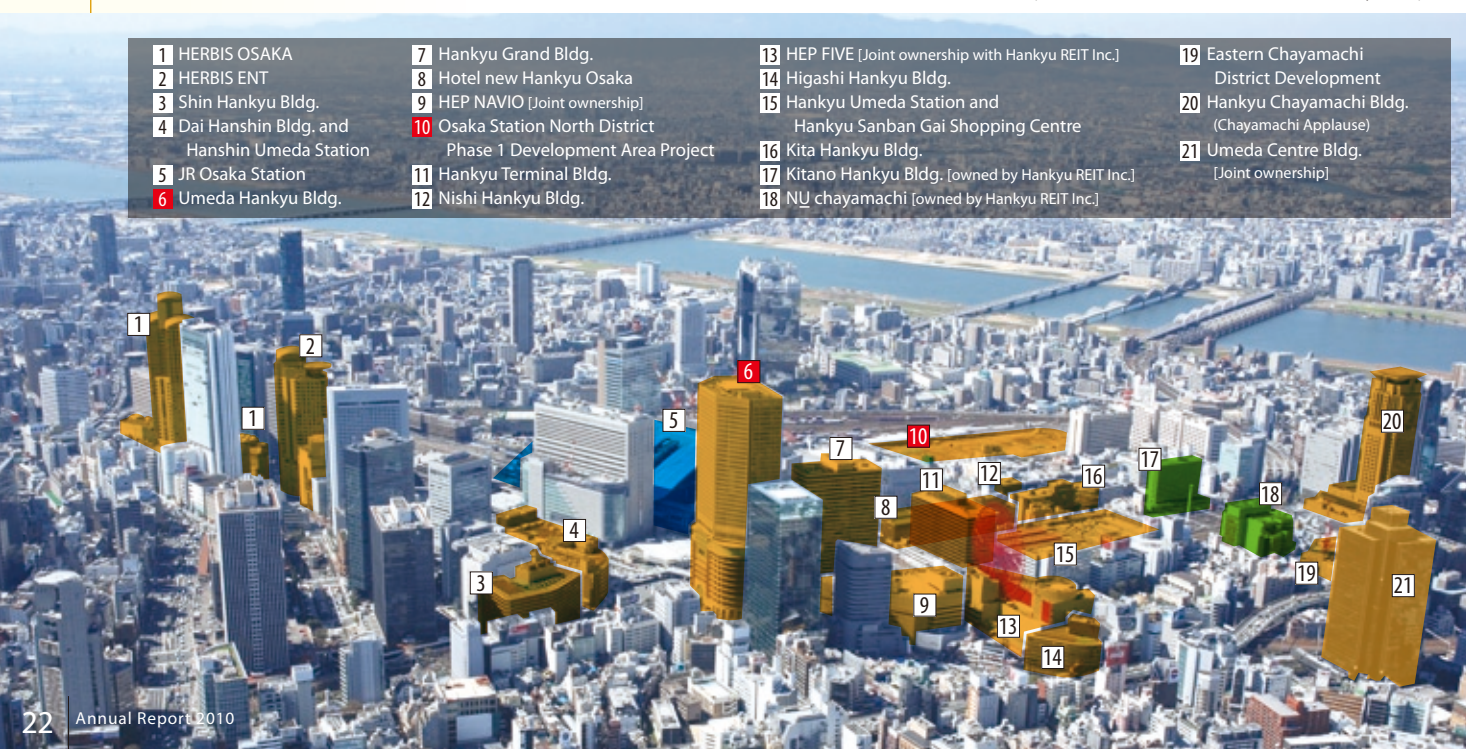 1 HERBIS OSAKA
2 HERBIS ENT
3 Shin Hankyu Bldg.
4 Dai Hanshin Bldg. and
Hanshin Umeda Station
5 JR Osaka Station
6 Umeda Hankyu Bldg.
7 Hankyu Grand Bldg.
8 Hotel new Hankyu Osaka
9 HEP NAVIO [Joint ownership]
10 Osaka Station North District
Phase 1 Development Area Project
11 Hankyu Terminal Bldg.
12 Nishi Hankyu Bldg.
13 HEP FIVE [Joint ownership with Hankyu REIT Inc.]
14 Higashi Hankyu Bldg.
15 Hankyu Umeda Station and
Hankyu Sanban Gai Shopping Centre
16 Kita Hankyu Bldg.
17 Kitano Hankyu Bldg. [owned by Hankyu REIT Inc.]
18 NU chayamachi [owned by Hankyu REIT Inc.]
19 Eastern Chayamachi
District Development
20 Hankyu Chayamachi Bldg.
(Chayamachi Applause)
21 Umeda Centre Bldg.
[Joint ownership]
1
2
6
1
5
20
10
7
17
12
16
11
18
8
4
15
19
3
21
9
13
14
22 Annual Report 2010